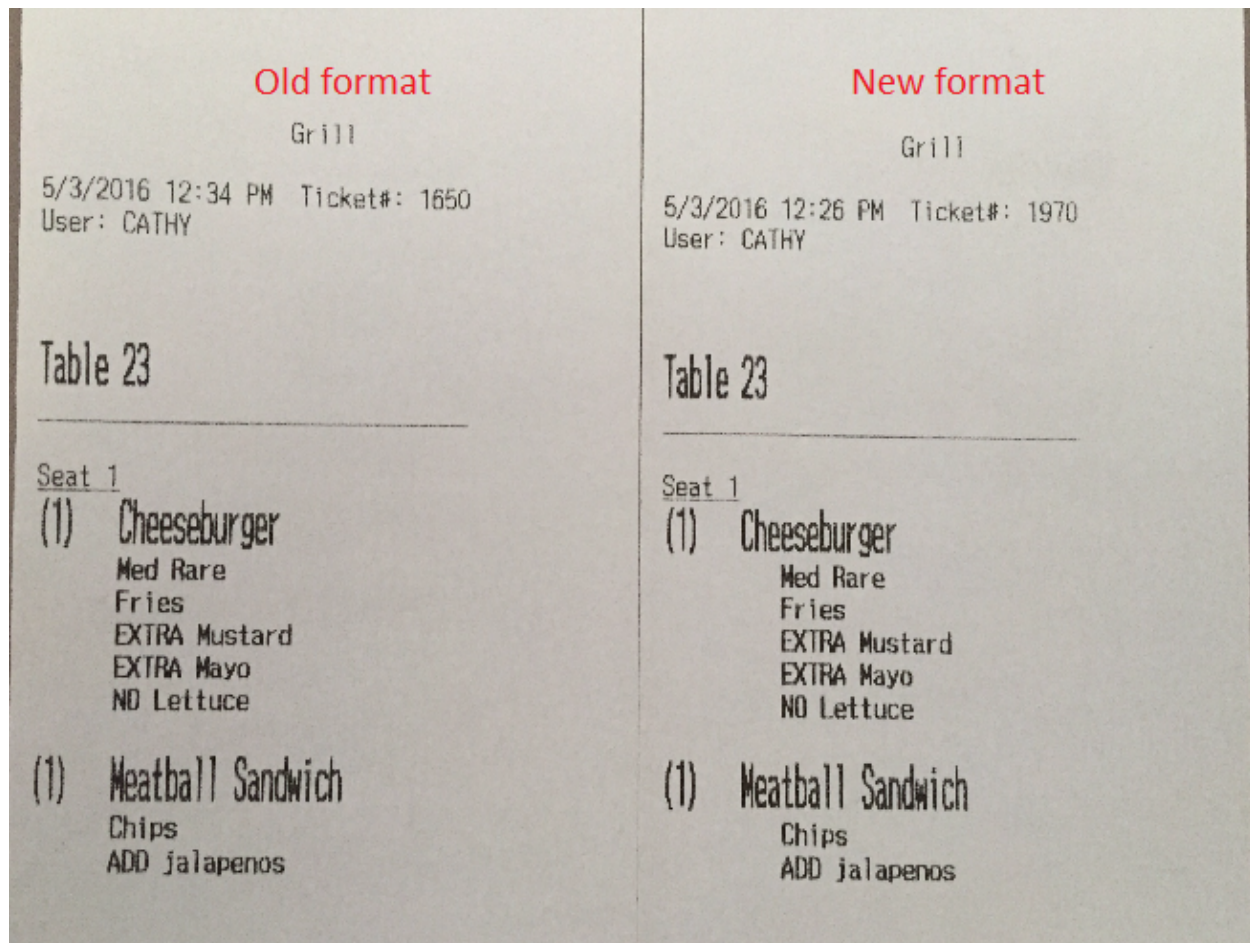 Old format
Grill
5/3/2016 12:34 PM Ticket#: 1650
User: CATHY
Table 23
Seat 1
(1) Cheeseburger
Med Rare
Fries
EXTRA Mustard
EXTRA Mayo
NO Lettuce
(1) Meatball Sandwich
Chips
ADD jalapenos
New format
Grill
5/3/2016 12:26 PM Ticket#: 1970
User: CATHY
Table 23
Seat 1
(1) Cheeseburger
Med Rare
Fries
EXTRA Mustard
EXTRA Mayo
NO Lettuce
(1) Meatball Sandwich
Chips
ADD jalapenos